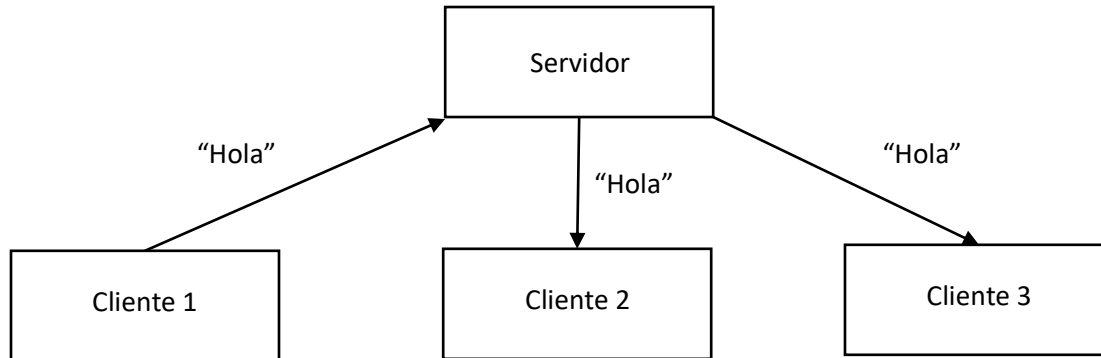 Servidor
“Hola”
“Hola”
“Hola”
Cliente 1
Cliente 2
Cliente 3